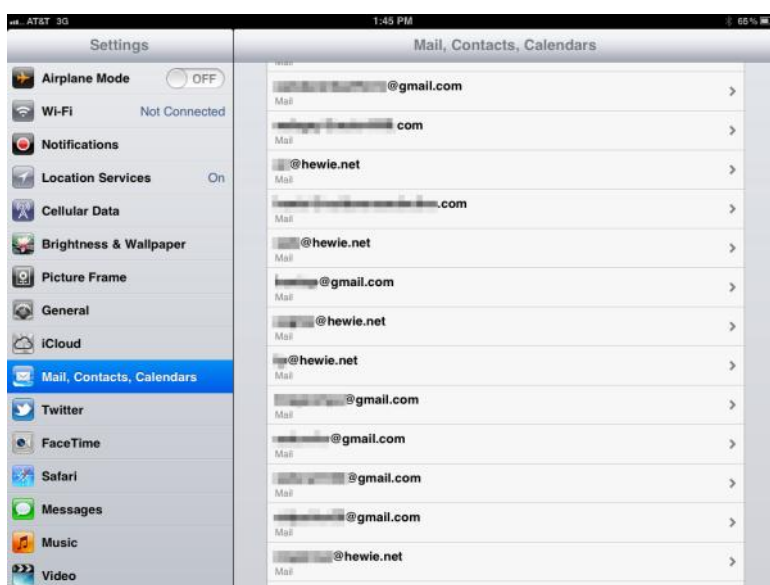 AT&T 3G 1:45 PM 65%
Settings
Airplane Mode OFF
Wi-Fi Not Connected
Notifications
Location Services On
Cellular Data
Brightness & Wallpaper
Picture Frame
General
iCloud
Mail, Contacts, Calendars
Twitter
FaceTime
Safari
Messages
Music
Video
Mail, Contacts, Calendars
Mail
@gmail.com
Mail
com
Mail
@hewie.net
Mail
.com
Mail
@hewie.net
Mail
@gmail.com
Mail
@hewie.net
Mail
@hewie.net
Mail
@gmail.com
Mail
@gmail.com
Mail
@gmail.com
Mail
@gmail.com
Mail
@hewie.net
Mail